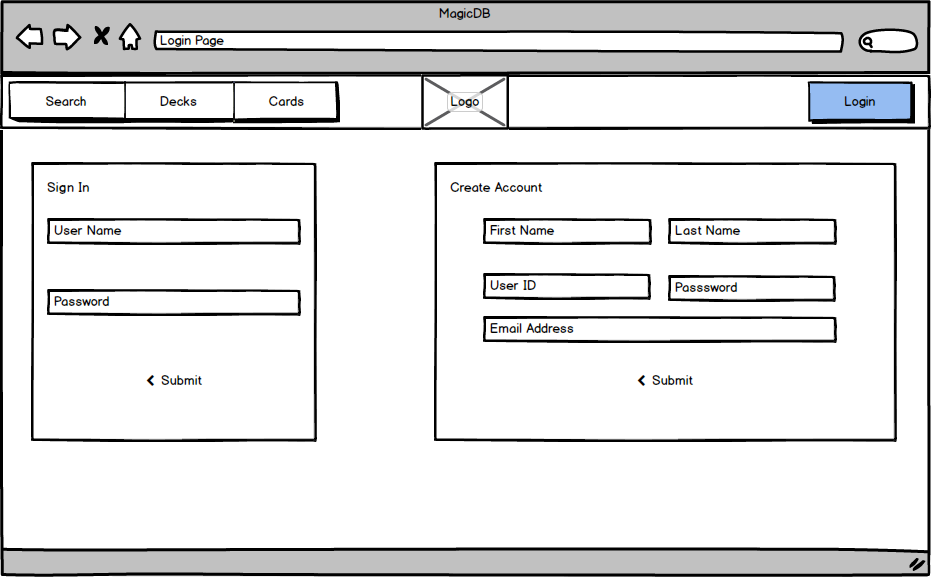 MagicDB
Login Page
Search Decks Cards Logo Login
Sign In
User Name
Password
Submit
Create Account
First Name Last Name
User ID Passsword
Email Address
Submit